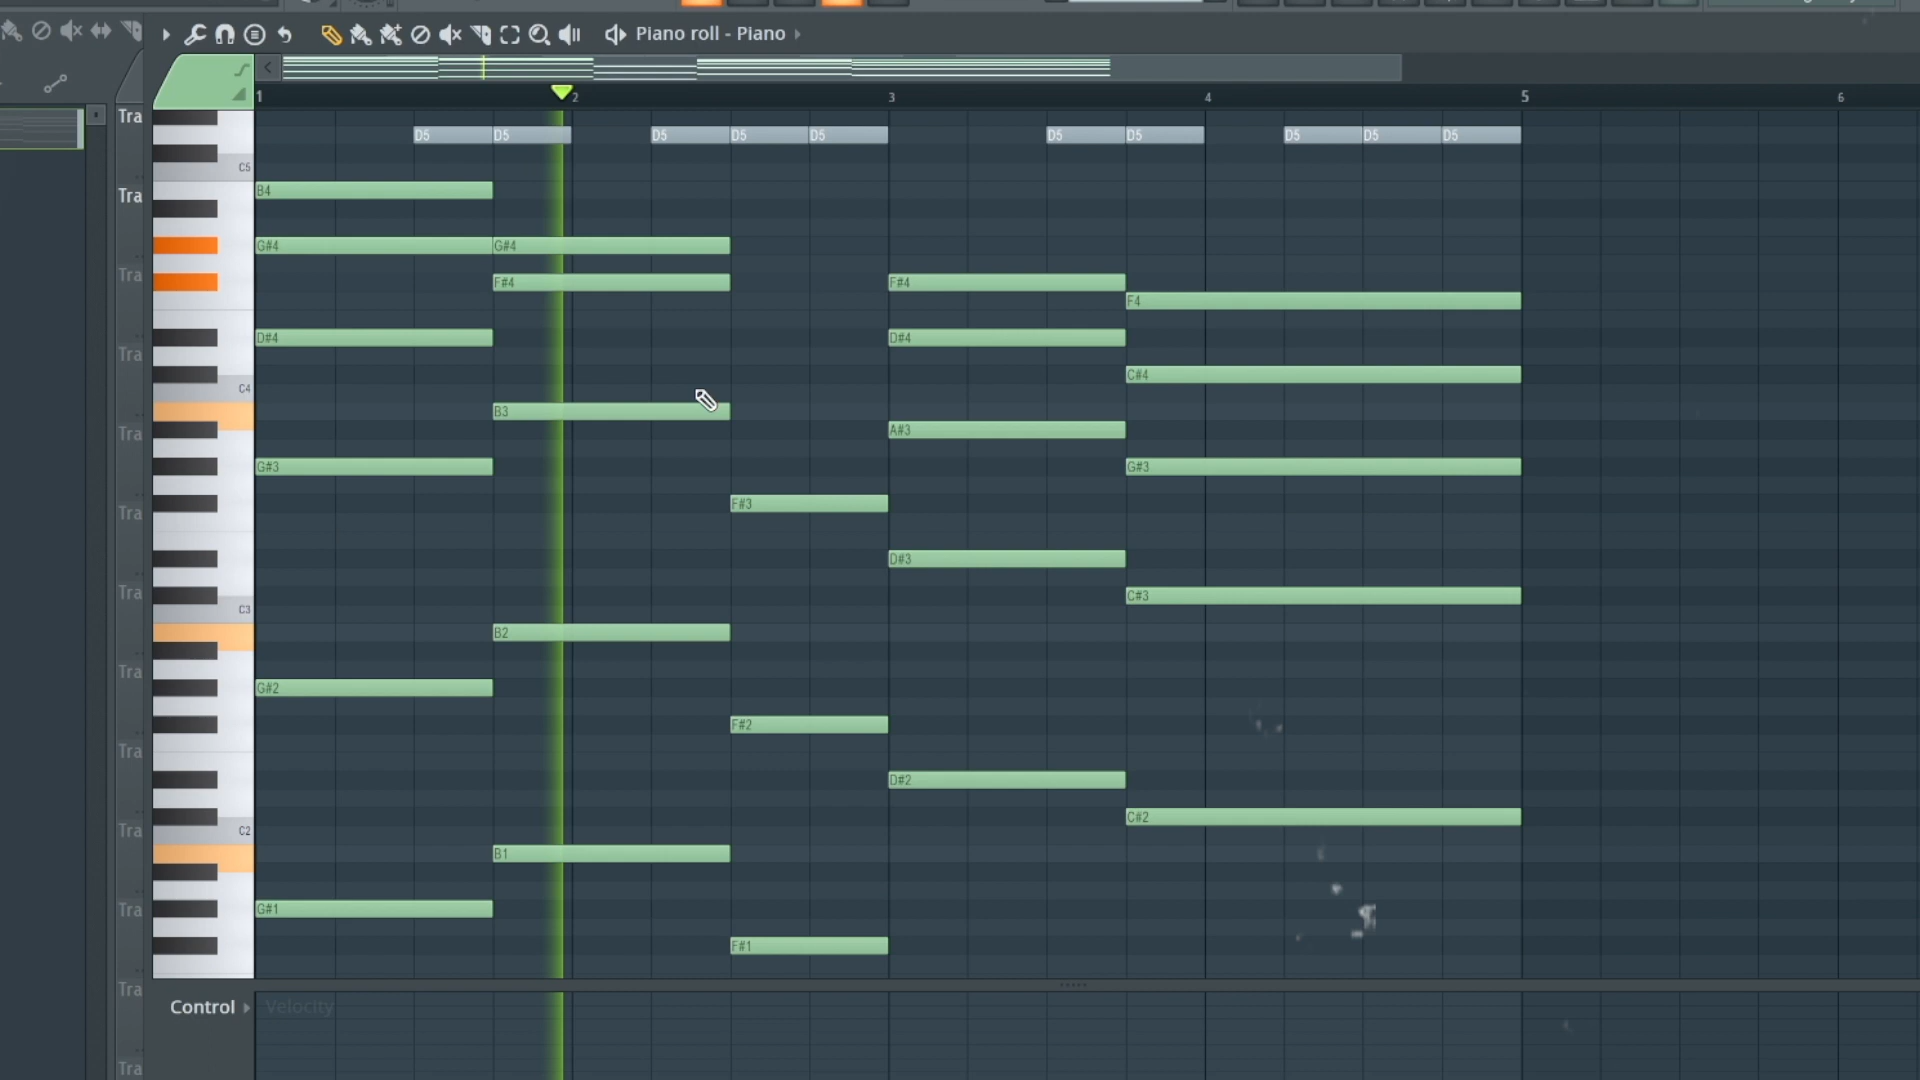 Piano roll - Piano
1 2 3 4 5 6
Tra
D5 D5 D5 D5 D5 D5 D5 D5 D5 D5
C5
B4
Tra
G#4 G#4
Tra
F#4 F#4
F4
D#4 D#4
Tra
C#4
C4
B3
Tra
A#3
G#3 G#3
F#3
Tra
D#3
Tra
C#3
C3
B2
Tra
G#2
F#2
Tra
D#2
C#2
Tra
C2
B1
G#1
Tra
F#1
Tra
Control Velocity
Tra